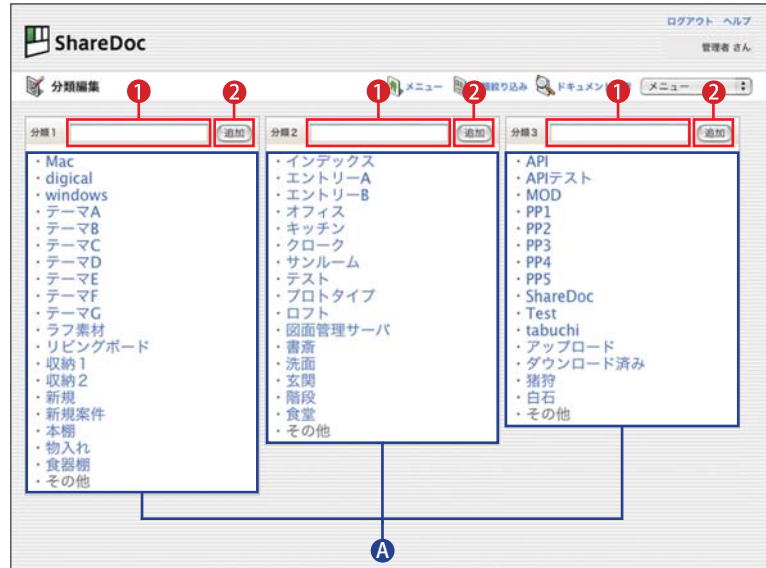 ログアウト ヘルプ
ShareDoc
管理者 さん
分類編集
メニュー
絞り込み
ドキュメント
メニュー
1 2 1 2 1 2
分類1
追加
分類2
追加
分類3
追加
・Mac
・digical
・windows
・テーマA
・テーマB
・テーマC
・テーマD
・テーマE
・テーマF
・テーマG
・ラフ素材
・リビングボード
・収納1
・収納2
・新規
・新規案件
・本棚
・物入れ
・食器棚
・その他
・インデックス
・エントリーA
・エントリーB
・オフィス
・キッチン
・クローク
・サンルーム
・テスト
・プロトタイプ
・ロフト
・図面管理サーバ
・書斎
・洗面
・玄関
・階段
・食堂
・その他
・API
・APIテスト
・MOD
・PP1
・PP2
・PP3
・PP4
・PP5
・ShareDoc
・Test
・tabuchi
・アップロード
・ダウンロード済み
・猪狩
・白石
・その他
A